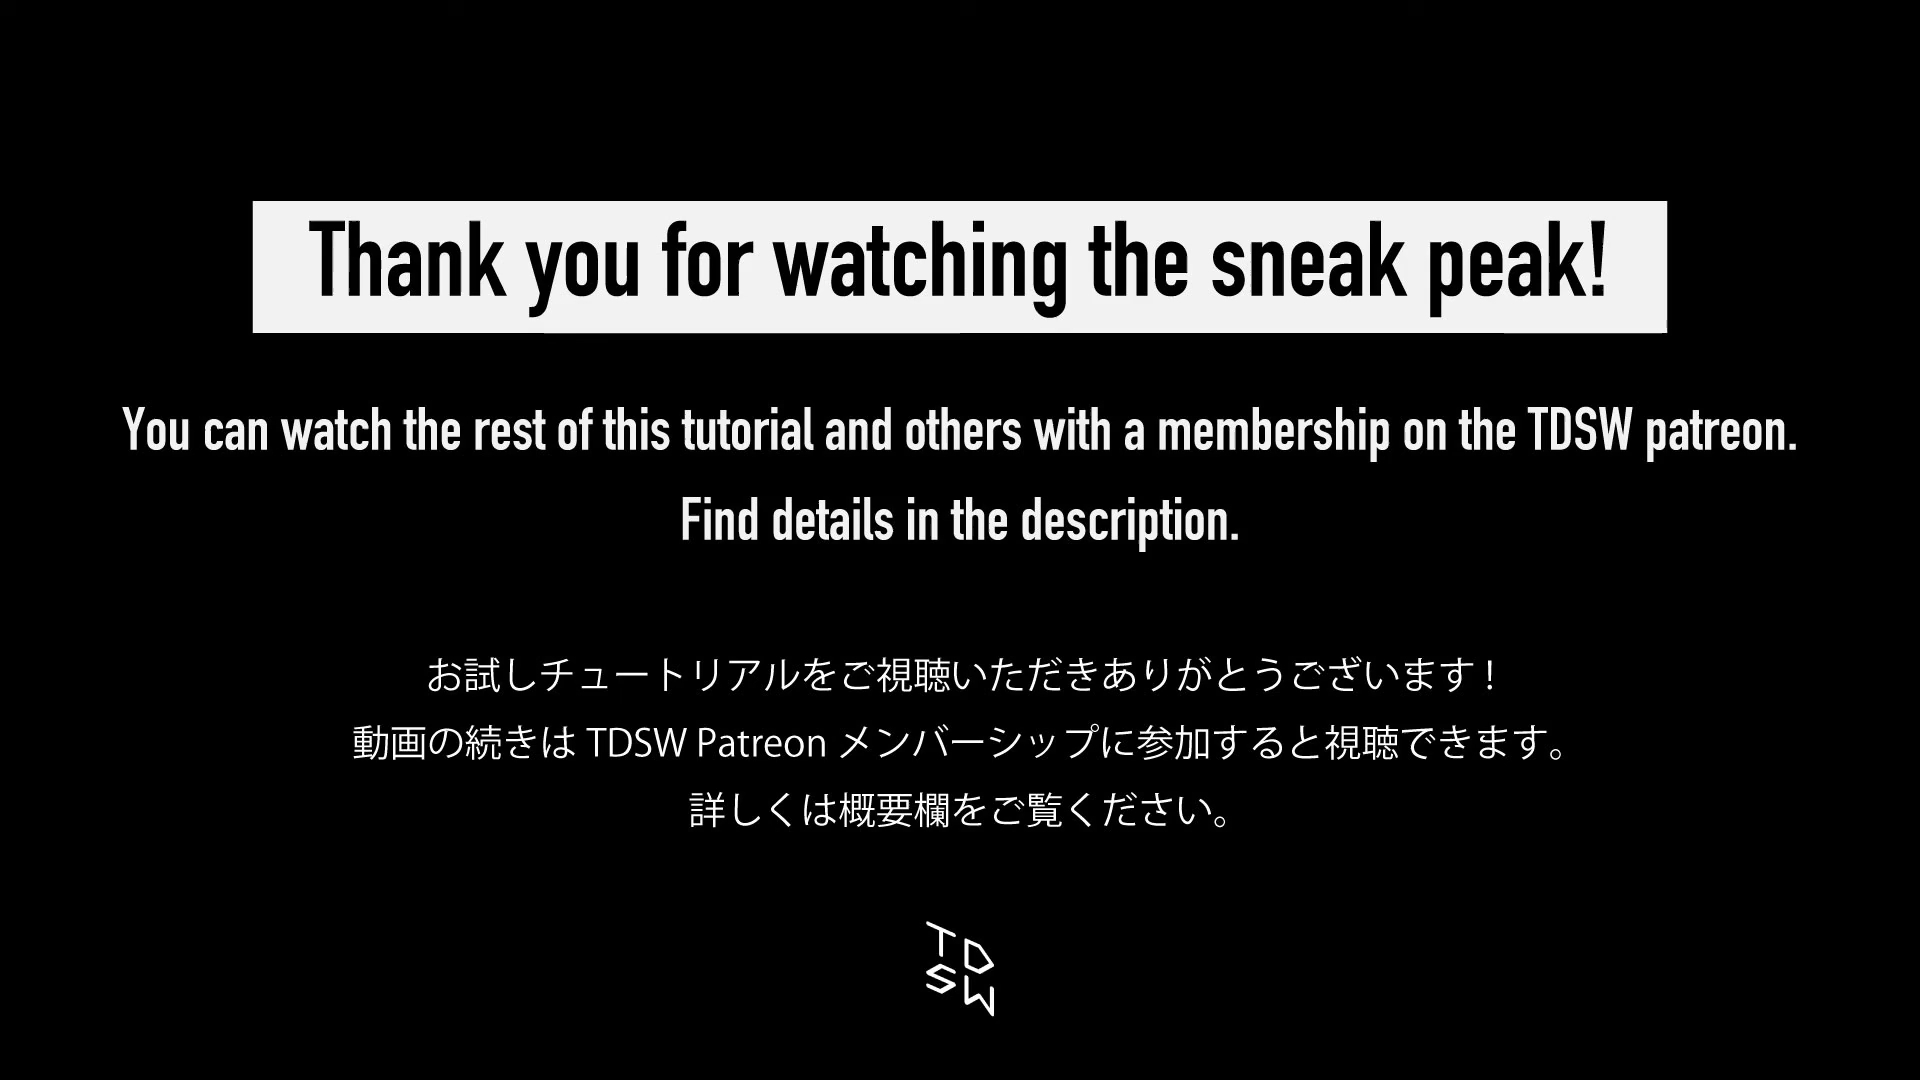 Thank you for watching the sneak peak!
You can watch the rest of this tutorial and others with a membership on the TDSW patreon.
Find details in the description.
お試しチュートリアルをご視聴いただきありがとうございます！
動画の続きは TDSW Patreon メンバーシップに参加すると視聴できます。
詳しくは概要欄をご覧ください。
TD
SW